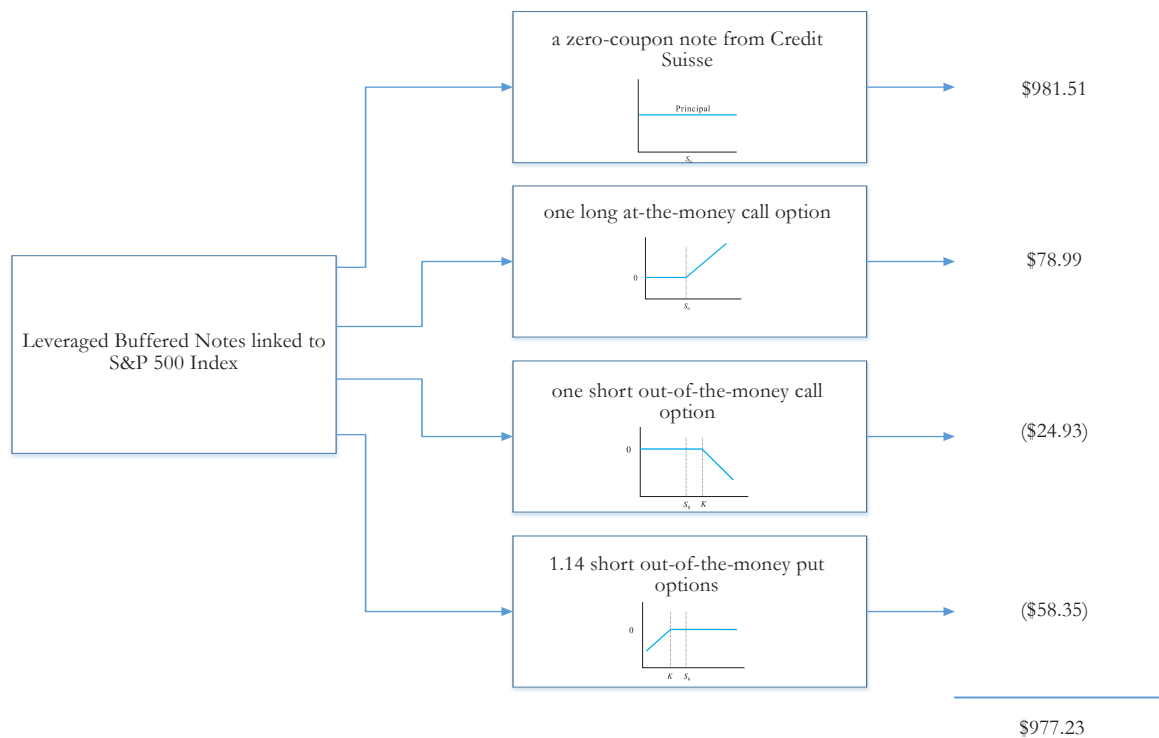 Leveraged Buffered Notes linked to
S&P 500 Index
a zero-coupon note from Credit
Suisse
Principal
S₀
$981.51
one long at-the-money call option
0
S₀
$78.99
one short out-of-the-money call
option
0
S₀ K
($24.93)
1.14 short out-of-the-money put
options
0
K S₀
($58.35)
$977.23